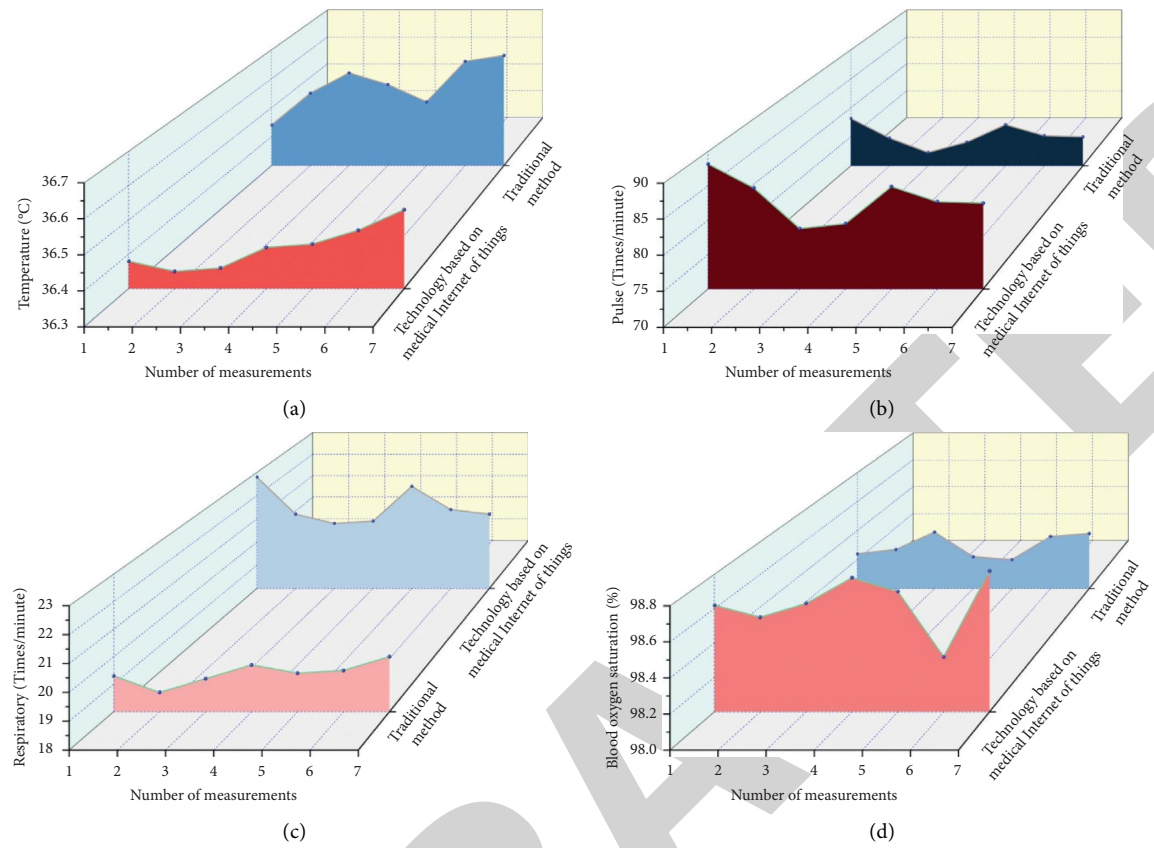 36.7
36.6
36.5
36.4
36.3
Temperature (°C)
1 2 3 4 5 6 7
Number of measurements
Technology based on
medical Internet of things
Traditional
method
(a)
90
85
80
75
70
Pulse (Times/minute)
1 2 3 4 5 6 7
Number of measurements
Technology based on
medical Internet of things
Traditional
method
(b)
23
22
21
20
19
18
Respiratory (Times/minute)
1 2 3 4 5 6 7
Number of measurements
Traditional
method
Technology based on
medical Internet of things
(c)
98.8
98.6
98.4
98.2
98.0
Blood oxygen saturation (%)
1 2 3 4 5 6 7
Number of measurements
Technology based on
medical Internet of things
Traditional
method
(d)